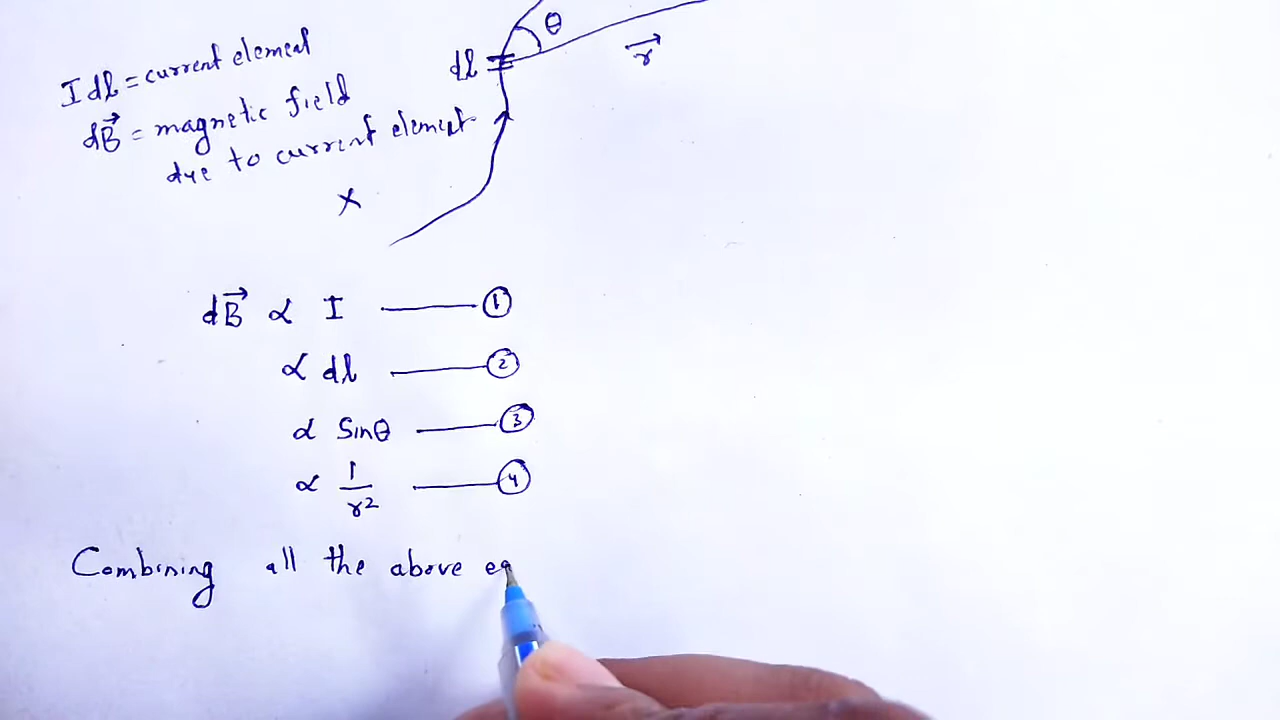 I dl = current element
dB⃗ = magnetic field
due to current element
X
θ
dl
r⃗
dB⃗ ∝ I ——— ①
∝ dl ——— ②
∝ Sinθ ——— ③
∝ 1/r² ——— ④
Combining all the above eq